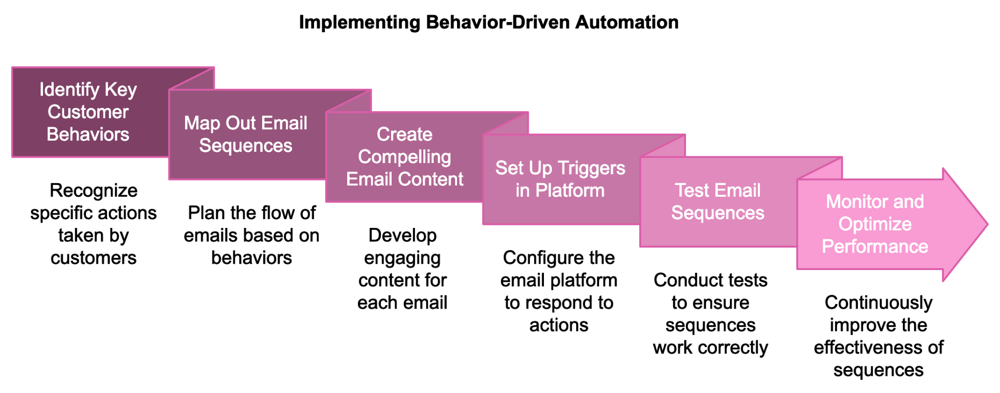 Implementing Behavior-Driven Automation
Identify Key
Customer
Behaviors
Recognize
specific actions
taken by
customers
Map Out Email
Sequences
Plan the flow of
emails based on
behaviors
Create
Compelling
Email Content
Develop
engaging
content for
each email
Set Up Triggers
in Platform
Configure the
email platform
to respond to
actions
Test Email
Sequences
Conduct tests
to ensure
sequences
work correctly
Monitor and
Optimize
Performance
Continuously
improve the
effectiveness of
sequences